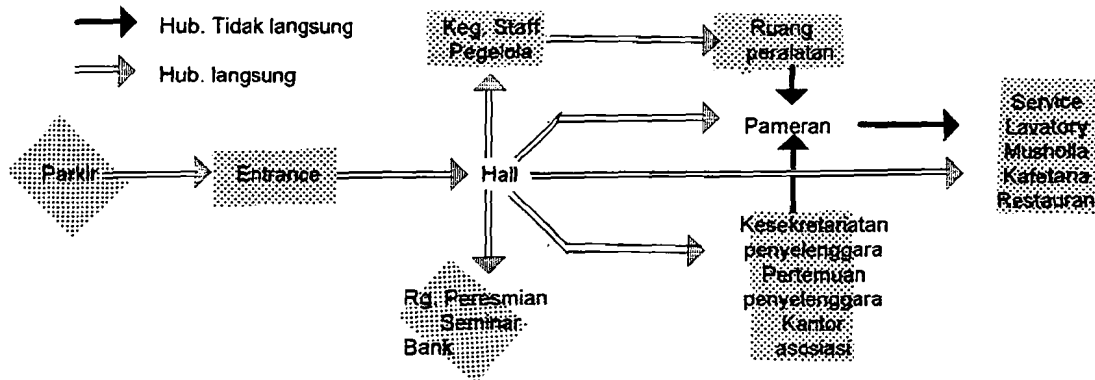 Hub. Tidak langsung
Hub. langsung
Keg. Staff
Pegelola
Ruang
peralatan
Service
Lavatory
Musholla
Kafetaria
Restauran
Pameran
Parkir
Entrance
Hall
Kesekretariatan
penyelenggara
Pertemuan
penyelenggara
Kantor
asosiasi
Rg. Peresmian
Seminar
Bank